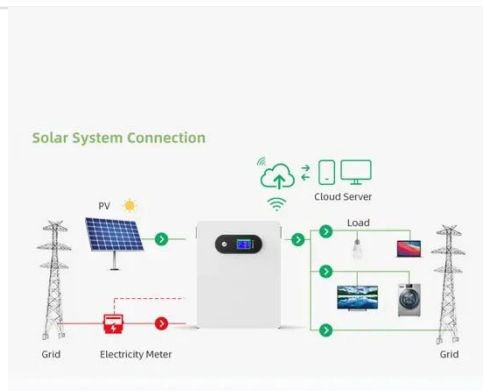 Solar System Connection
Cloud Server
PV
Load
Grid
Electricity Meter
Grid